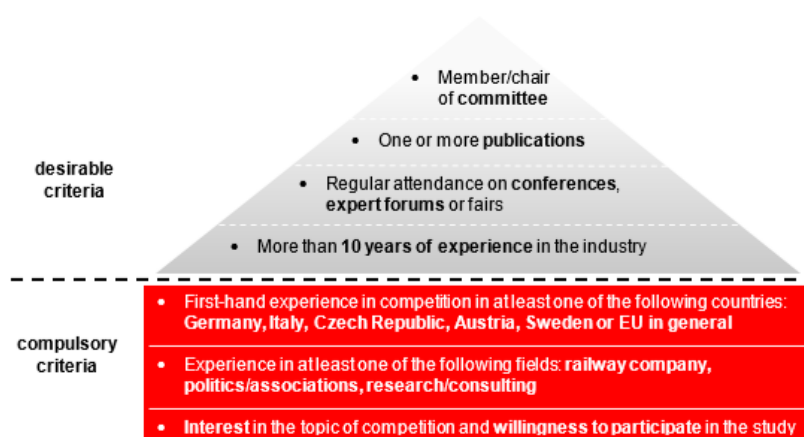 • Member/chair
of committee
• One or more publications
desirable
criteria
• Regular attendance on conferences,
expert forums or fairs
• More than 10 years of experience in the industry
compulsory
criteria
• First-hand experience in competition in at least one of the following countries:
Germany, Italy, Czech Republic, Austria, Sweden or EU in general
• Experience in at least one of the following fields: railway company,
politics/associations, research/consulting
• Interest in the topic of competition and willingness to participate in the study